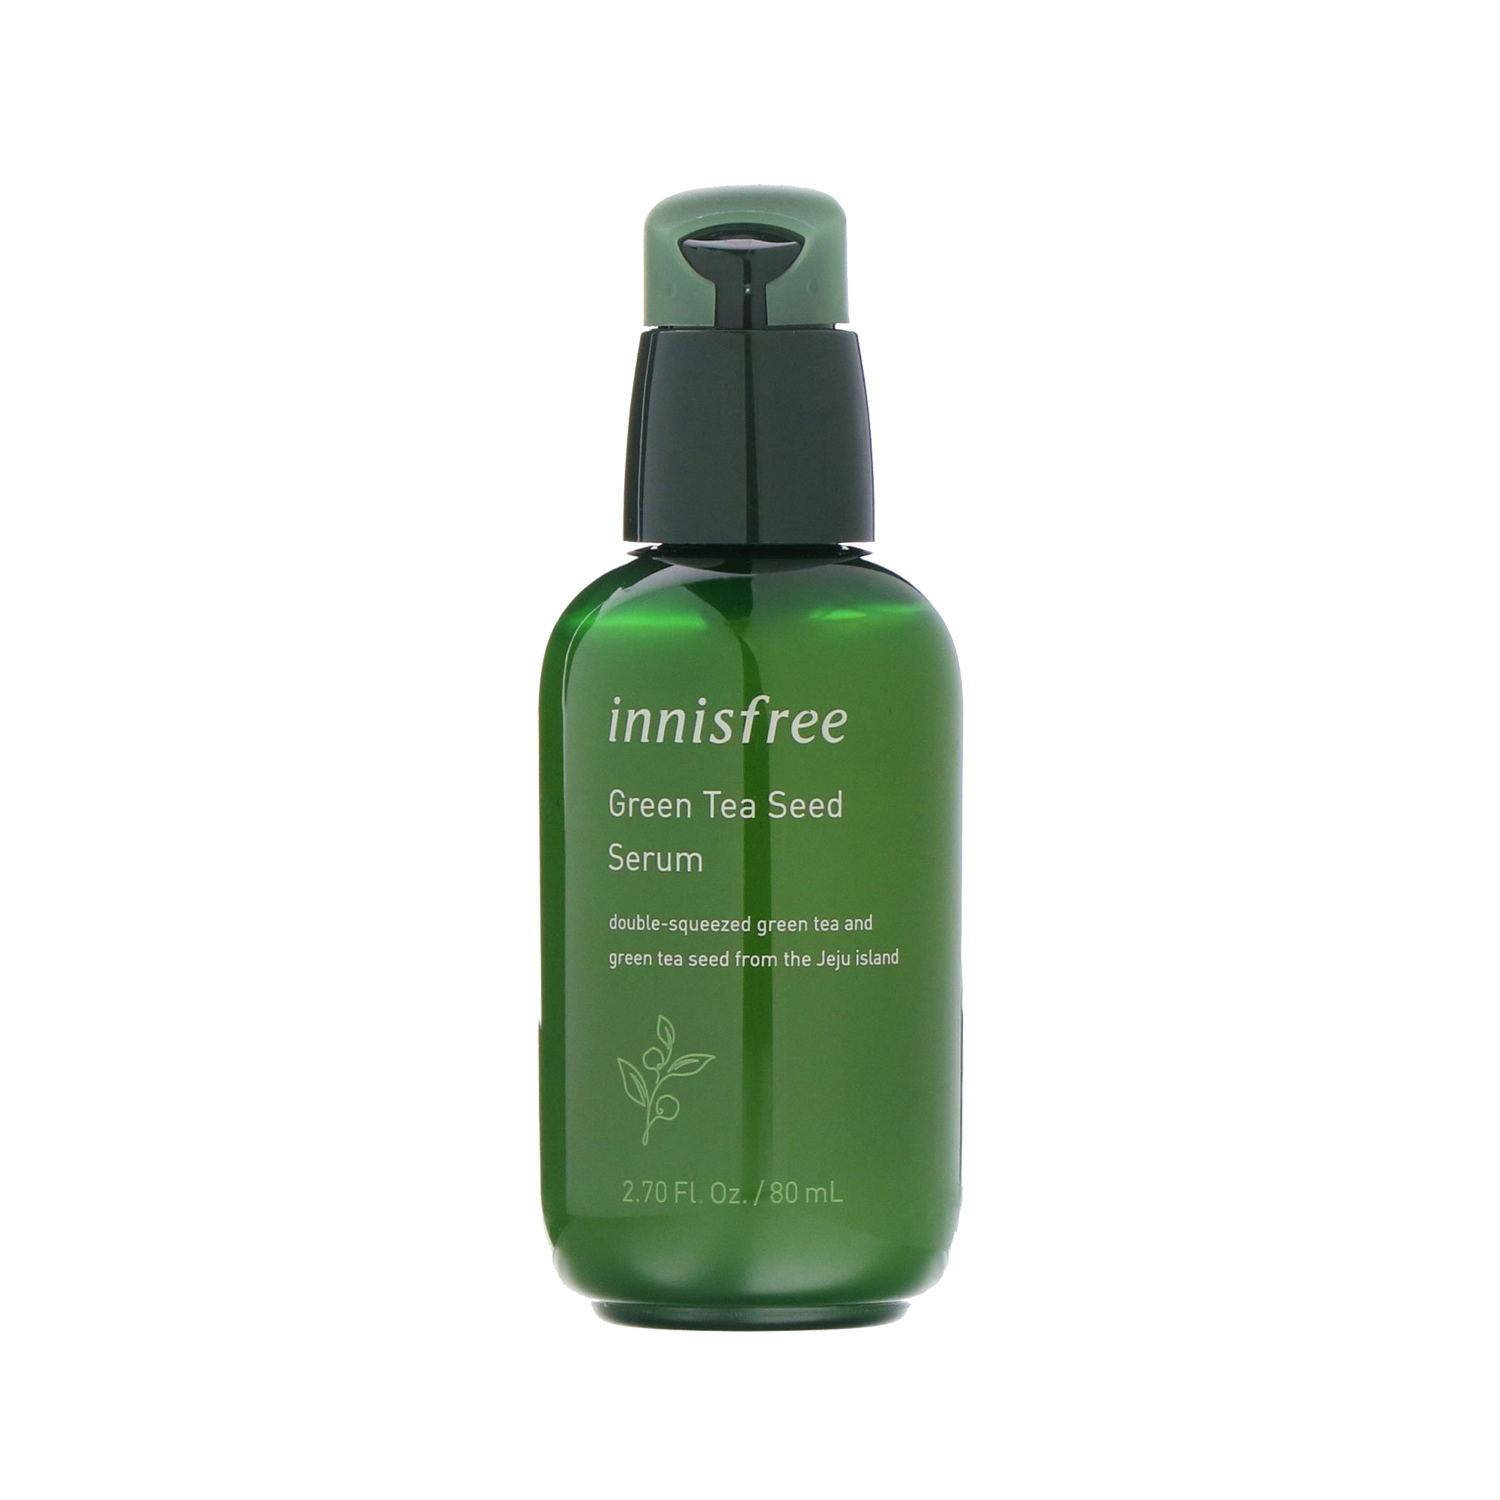 innisfree
Green Tea Seed
Serum
double-squeezed green tea and
green tea seed from the Jeju island
2.70 Fl. Oz. / 80 mL